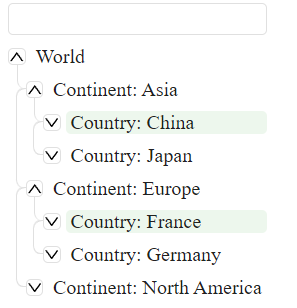 World
Continent: Asia
Country: China
Country: Japan
Continent: Europe
Country: France
Country: Germany
Continent: North America